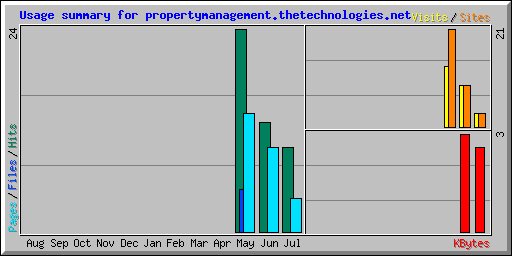 Usage summary for propertymanagement.thetechnologies.net
Visits/Sites
24
21
Pages/Files/Hits
3
Aug Sep Oct Nov Dec Jan Feb Mar Apr May Jun Jul
KBytes